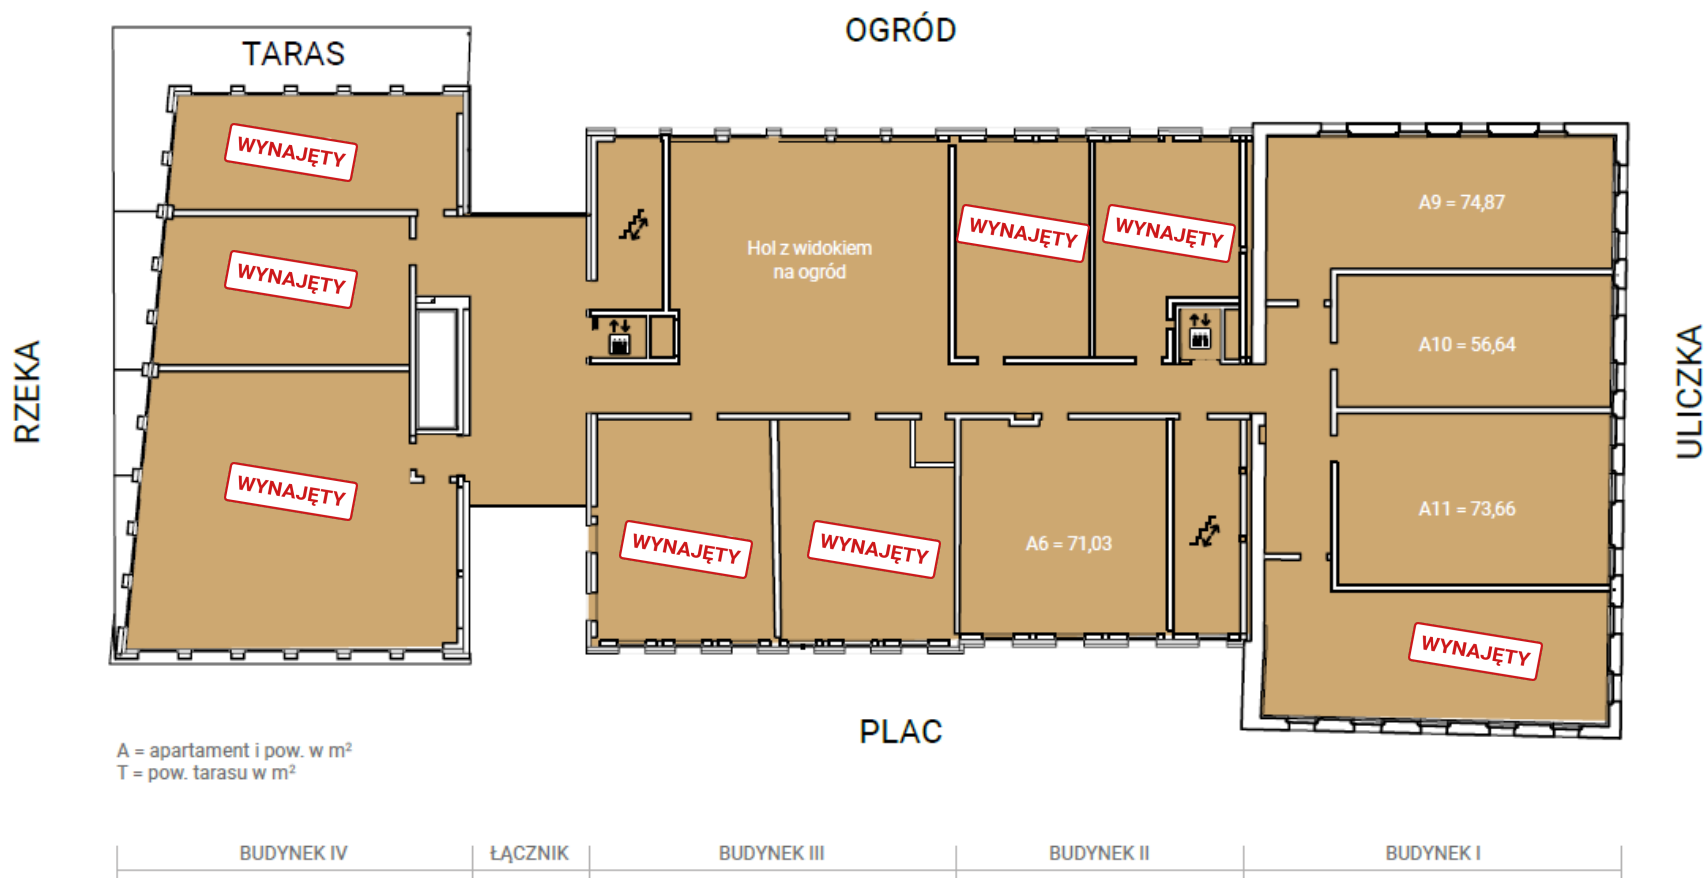 OGRÓD
TARAS
WYNAJĘTY
WYNAJĘTY
WYNAJĘTY
Hol z widokiem
na ogród
WYNAJĘTY
WYNAJĘTY
A9 = 74,87
A10 = 56,64
A11 = 73,66
RZEKA
ULICZKA
WYNAJĘTY
WYNAJĘTY
A6 = 71,03
WYNAJĘTY
PLAC
A = apartament i pow. w m²
T = pow. tarasu w m²
BUDYNEK IV
ŁĄCZNIK
BUDYNEK III
BUDYNEK II
BUDYNEK I